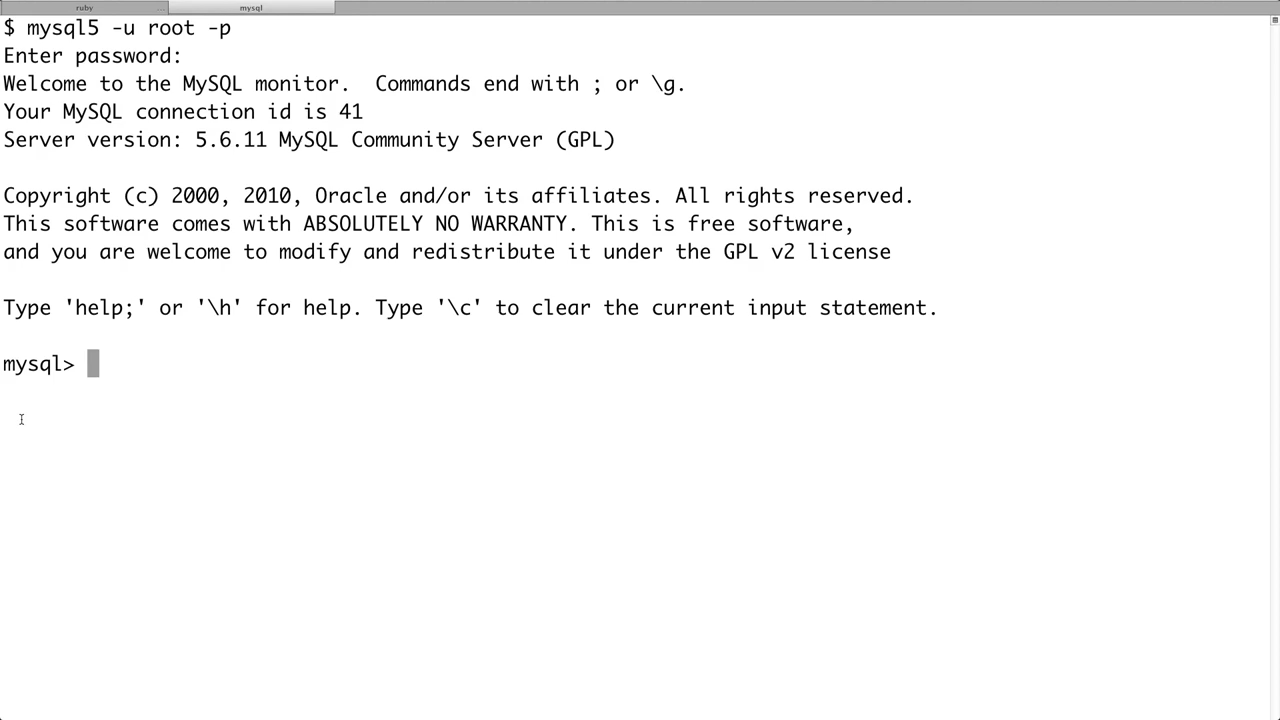 ruby ... mysql
$ mysql5 -u root -p
Enter password:
Welcome to the MySQL monitor.  Commands end with ; or \g.
Your MySQL connection id is 41
Server version: 5.6.11 MySQL Community Server (GPL)
Copyright (c) 2000, 2010, Oracle and/or its affiliates. All rights reserved.
This software comes with ABSOLUTELY NO WARRANTY. This is free software,
and you are welcome to modify and redistribute it under the GPL v2 license
Type 'help;' or '\h' for help. Type '\c' to clear the current input statement.
mysql>